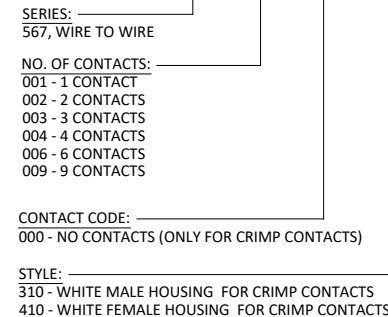 SERIES:
567, WIRE TO WIRE
NO. OF CONTACTS:
001 - 1 CONTACT
002 - 2 CONTACTS
003 - 3 CONTACTS
004 - 4 CONTACTS
006 - 6 CONTACTS
009 - 9 CONTACTS
CONTACT CODE:
000 - NO CONTACTS (ONLY FOR CRIMP CONTACTS)
STYLE:
310 - WHITE MALE HOUSING FOR CRIMP CONTACTS
410 - WHITE FEMALE HOUSING FOR CRIMP CONTACTS